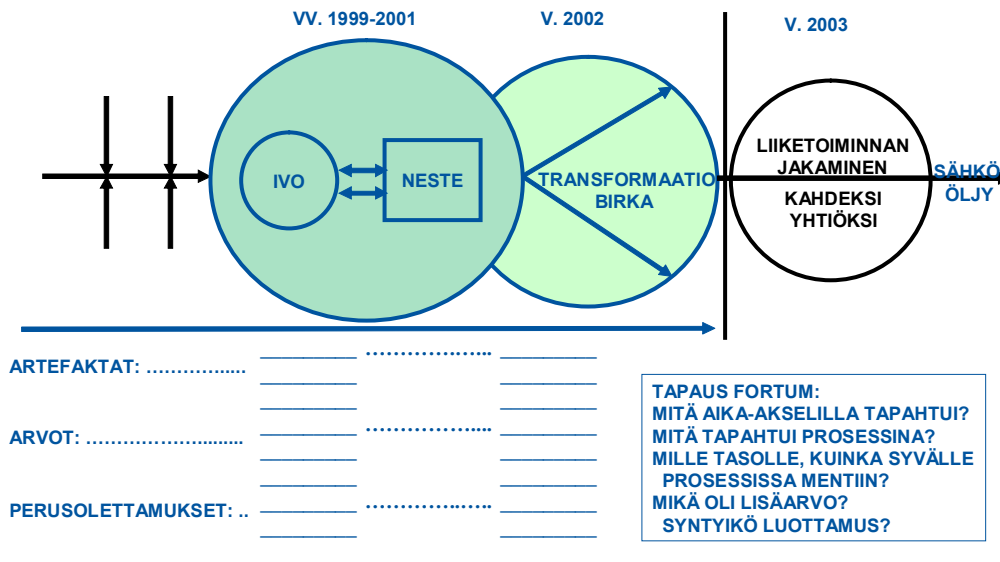 VV. 1999-2001
V. 2002
V. 2003
IVO
NESTE
TRANSFORMAATIO
BIRKA
LIIKETOIMINNAN
JAKAMINEN
KAHDEKSI
YHTIÖKSI
SÄHKÖ
ÖLJY
ARTEFAKTAT: .................
ARVOT: ..........................
PERUSOLETTAMUKSET: ..
TAPAUS FORTUM:
MITÄ AIKA-AKSELILLA TAPAHTUI?
MITÄ TAPAHTUI PROSESSINA?
MILLE TASOLLE, KUINKA SYVÄLLE
PROSESSISSA MENTIIN?
MIKÄ OLI LISÄARVO?
SYNTYIKÖ LUOTTAMUS?